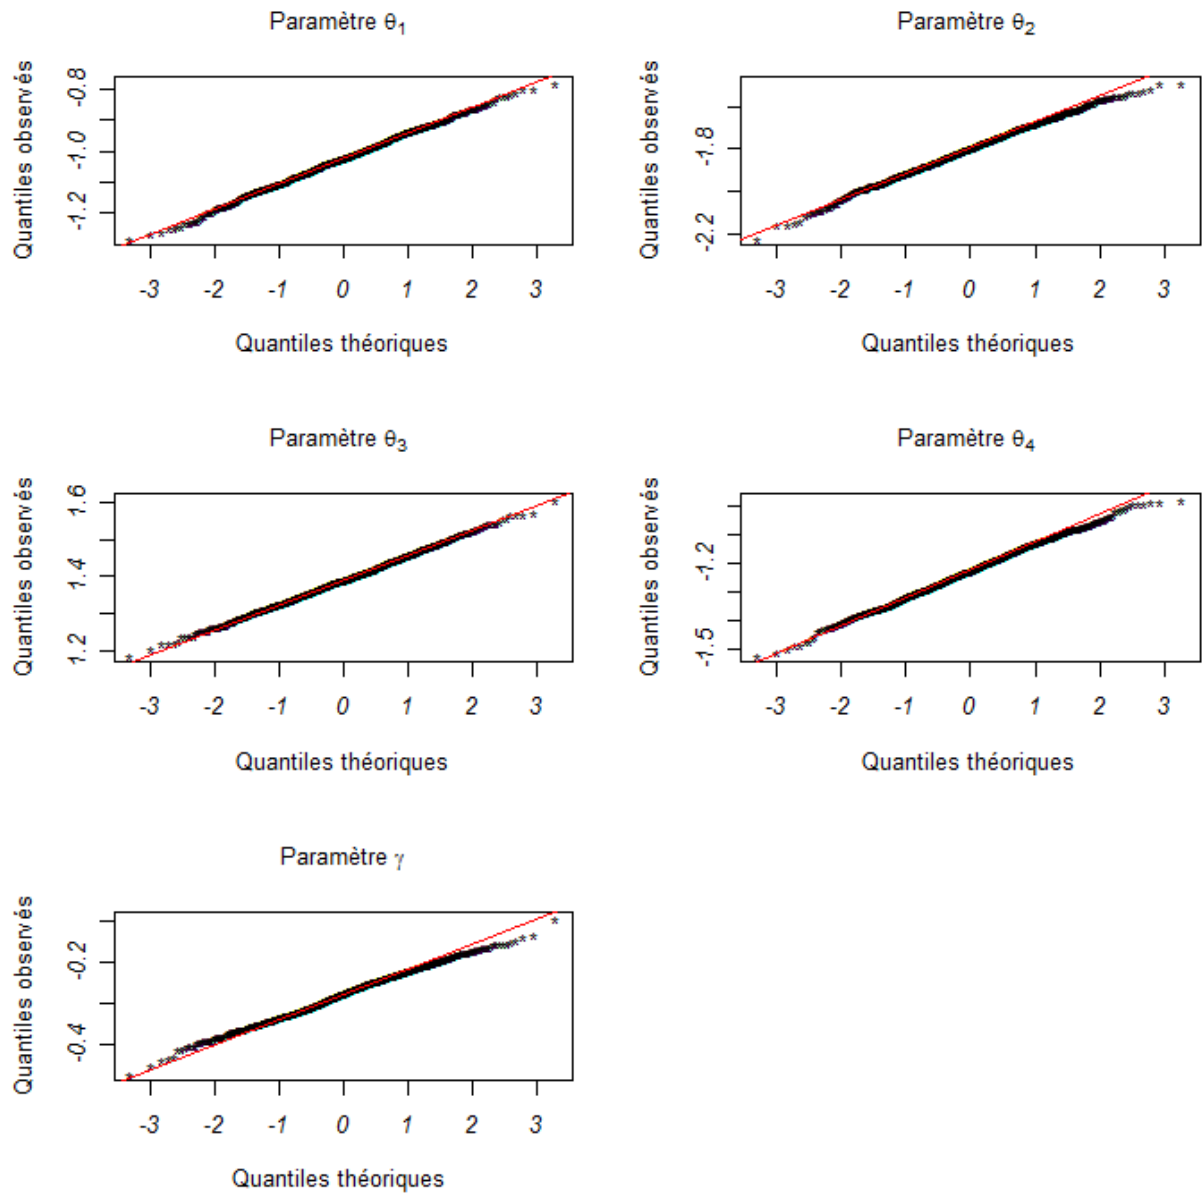 Paramètre θ1
Quantiles observés
-0.8
-1.0
-1.2
-3 -2 -1 0 1 2 3
Quantiles théoriques
Paramètre θ2
Quantiles observés
-1.8
-2.2
-3 -2 -1 0 1 2 3
Quantiles théoriques
Paramètre θ3
Quantiles observés
1.6
1.4
1.2
-3 -2 -1 0 1 2 3
Quantiles théoriques
Paramètre θ4
Quantiles observés
-1.2
-1.5
-3 -2 -1 0 1 2 3
Quantiles théoriques
Paramètre γ
Quantiles observés
-0.2
-0.4
-3 -2 -1 0 1 2 3
Quantiles théoriques